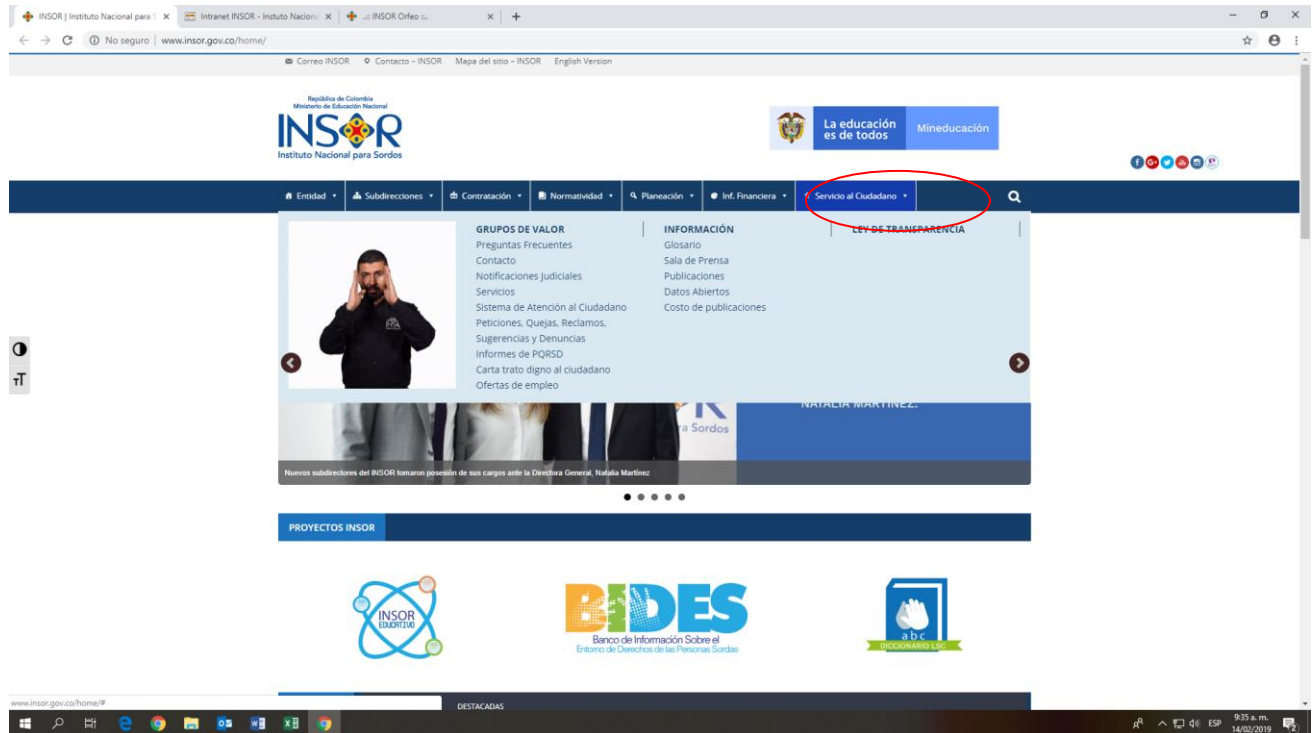 INSOR | Instituto Nacional para S
Intranet INSOR - Instuto Nacion
..:: INSOR Orfeo ::..
No seguro | www.insor.gov.co/home/
Correo INSOR Contacto – INSOR Mapa del sitio – INSOR English Version
República de Colombia
Ministerio de Educación Nacional
INSOR
Instituto Nacional para Sordos
La educación
es de todos
Mineducación
Entidad Subdirecciones Contratación Normatividad Planeación Inf. Financiera Servicio al Ciudadano
GRUPOS DE VALOR
Preguntas Frecuentes
Contacto
Notificaciones Judiciales
Servicios
Sistema de Atención al Ciudadano
Peticiones, Quejas, Reclamos,
Sugerencias y Denuncias
Informes de PQRSD
Carta trato digno al ciudadano
Ofertas de empleo
INFORMACIÓN
Glosario
Sala de Prensa
Publicaciones
Datos Abiertos
Costo de publicaciones
LEY DE TRANSPARENCIA
TT
NATALIA MARTÍNEZ.
ra Sordos
Nuevos subdirectores del INSOR tomaron posesión de sus cargos ante la Directora General, Natalia Martínez
PROYECTOS INSOR
INSOR
EDUCATIVO
BIDES
Banco de Información Sobre el
Entorno de Derechos de las Personas Sordas
abc
DICCIONARIO LSC
DESTACADAS
www.insor.gov.co/home/#
ESP
9:35 a. m.
14/02/2019